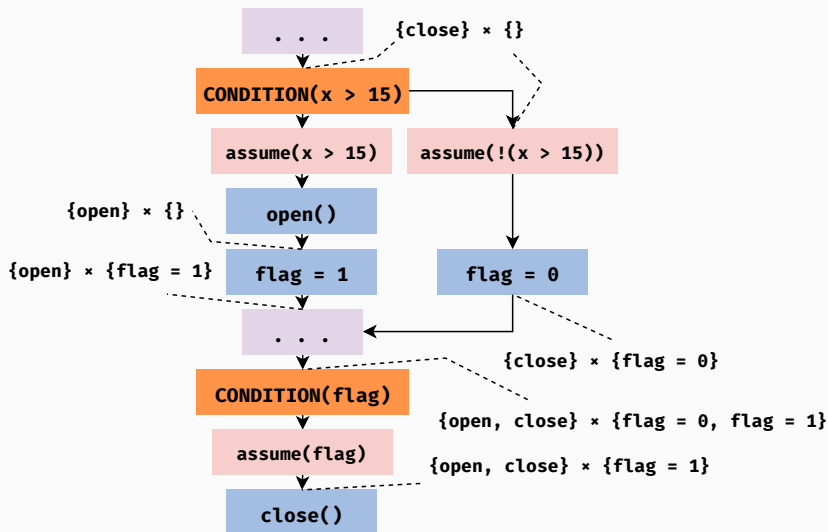 . . .
{close} × {}
CONDITION(x > 15)
assume(x > 15)
assume(!(x > 15))
{open} × {}
open()
{open} × {flag = 1}
flag = 1
flag = 0
. . .
{close} × {flag = 0}
CONDITION(flag)
{open, close} × {flag = 0, flag = 1}
assume(flag)
{open, close} × {flag = 1}
close()